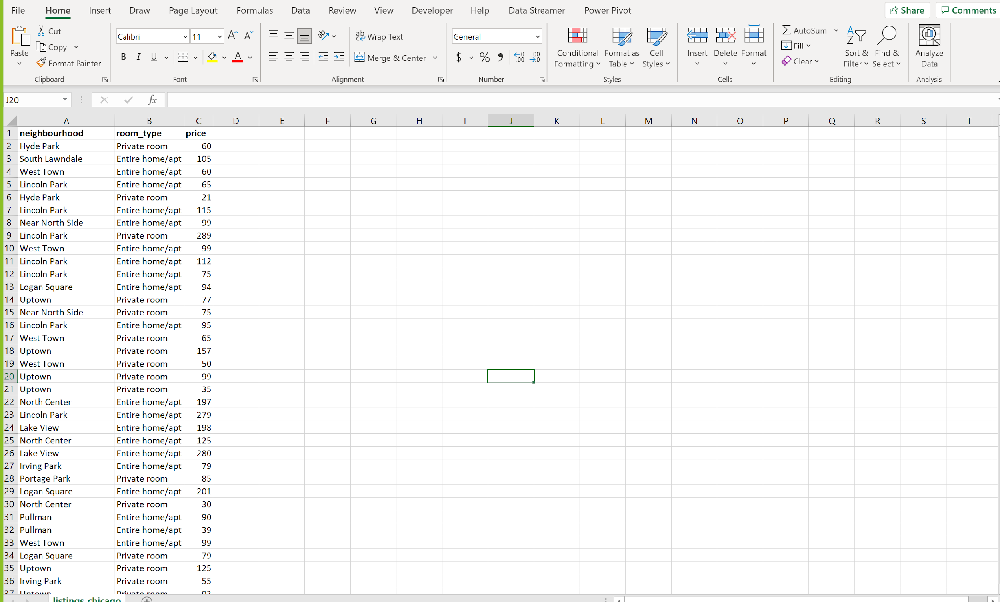 File Home Insert Draw Page Layout Formulas Data Review View Developer Help Data Streamer Power Pivot Share Comments
Paste Cut Copy Format Painter Clipboard
Calibri 11 A A B I U A Font
ab Wrap Text Merge & Center Alignment
General $ % Number
Conditional Formatting Format as Table Cell Styles Styles
Insert Delete Format Cells
AutoSum Fill Clear Sort & Filter Find & Select Editing
Analyze Data Analysis
J20 fx
A B C D E F G H I J K L M N O P Q R S T
1 neighbourhood room_type price
2 Hyde Park Private room 60
3 South Lawndale Entire home/apt 105
4 West Town Entire home/apt 60
5 Lincoln Park Entire home/apt 65
6 Hyde Park Private room 21
7 Lincoln Park Entire home/apt 115
8 Near North Side Entire home/apt 99
9 Lincoln Park Private room 289
10 West Town Entire home/apt 99
11 Lincoln Park Entire home/apt 112
12 Lincoln Park Entire home/apt 75
13 Logan Square Entire home/apt 94
14 Uptown Private room 77
15 Near North Side Private room 75
16 Lincoln Park Entire home/apt 95
17 West Town Private room 65
18 Uptown Private room 157
19 West Town Private room 50
20 Uptown Private room 99
21 Uptown Private room 35
22 North Center Entire home/apt 197
23 Lincoln Park Entire home/apt 279
24 Lake View Entire home/apt 198
25 North Center Entire home/apt 125
26 Lake View Entire home/apt 280
27 Irving Park Entire home/apt 79
28 Portage Park Private room 85
29 Logan Square Entire home/apt 201
30 North Center Private room 30
31 Pullman Entire home/apt 90
32 Pullman Entire home/apt 39
33 West Town Entire home/apt 99
34 Logan Square Private room 79
35 Uptown Private room 125
36 Irving Park Private room 55
37 Uptown Private room 93
listings_chicago